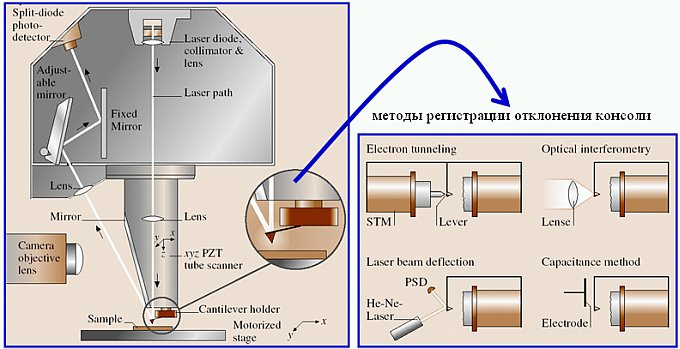 Split-diode
photo-
detector
Laser diode,
collimator &
lens
Adjust-
able
mirror
Laser path
Fixed
Mirror
Lens
Mirror
Lens
y
x
z
xyz PZT
tube scanner
Camera
objective
lens
Sample
Cantilever holder
Motorized
stage
x
y
методы регистрации отклонения консоли
Electron tunneling
Optical interferometry
STM
Lever
Lense
Laser beam deflection
Capacitance method
PSD
He-Ne-
Laser
Electrode